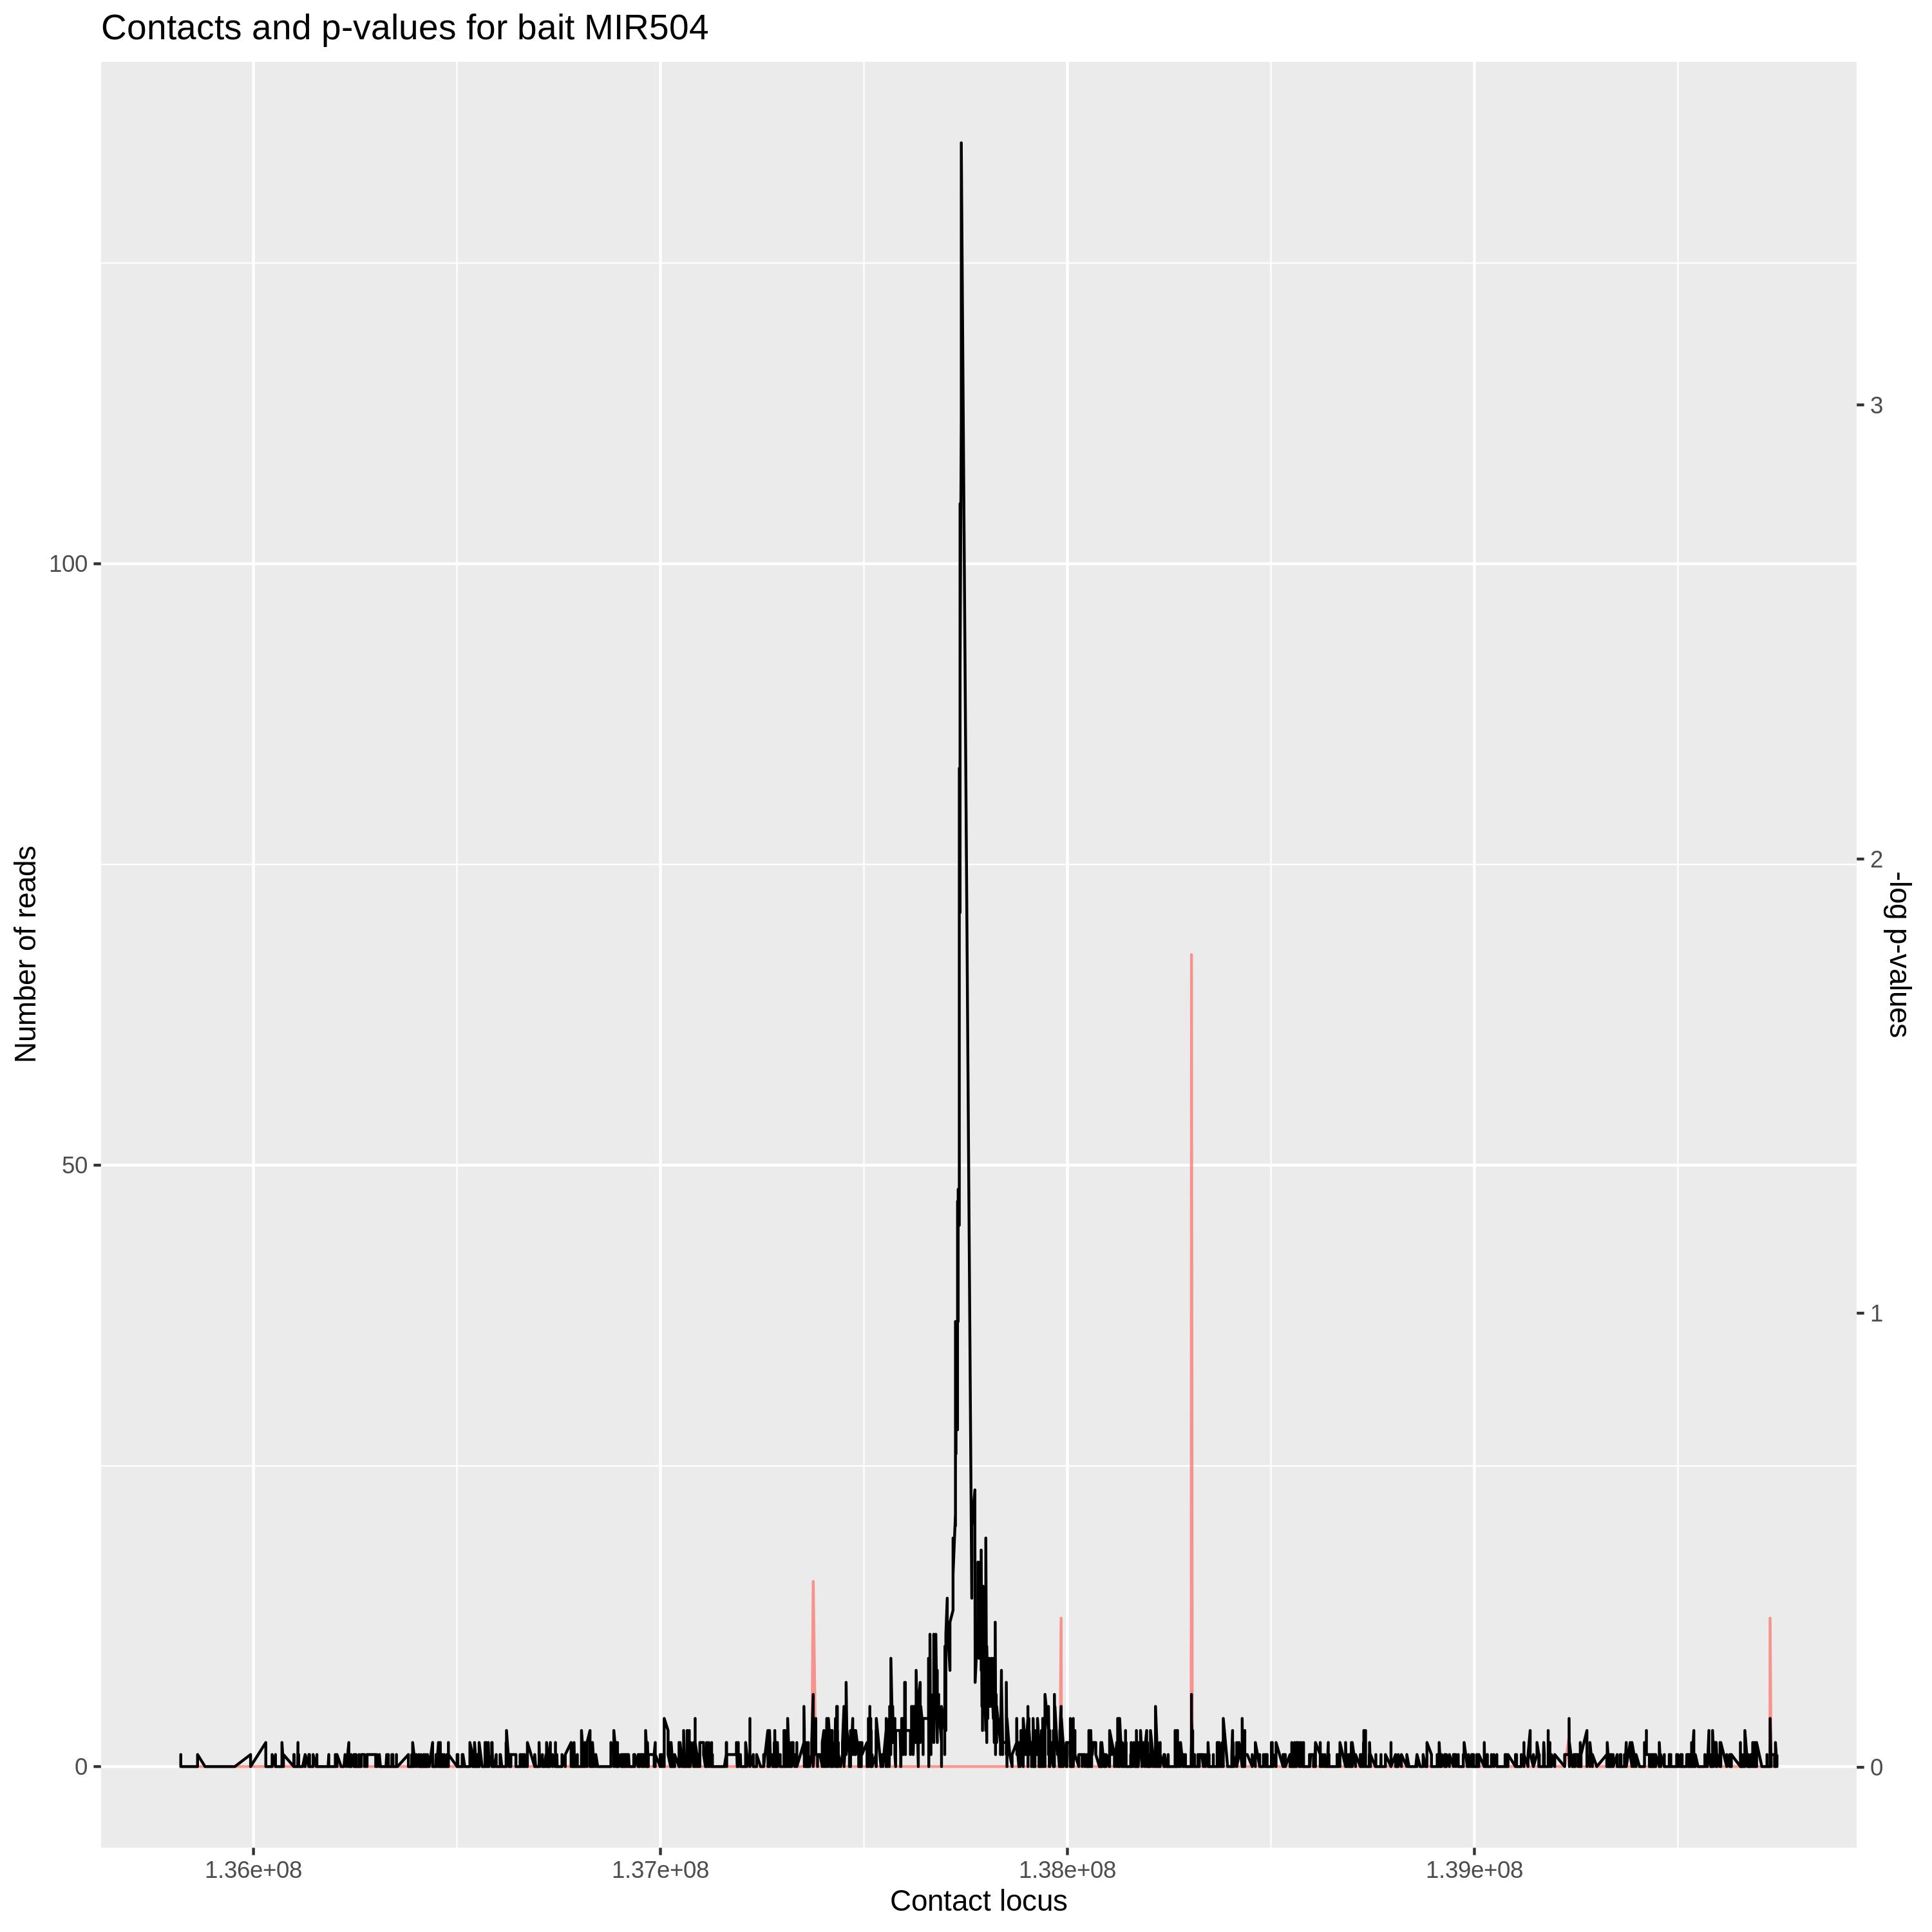 Contacts and p-values for bait MIR504
100
50
0
Number of reads
3
2
1
0
-log p-values
1.36e+08
1.37e+08
1.38e+08
1.39e+08
Contact locus